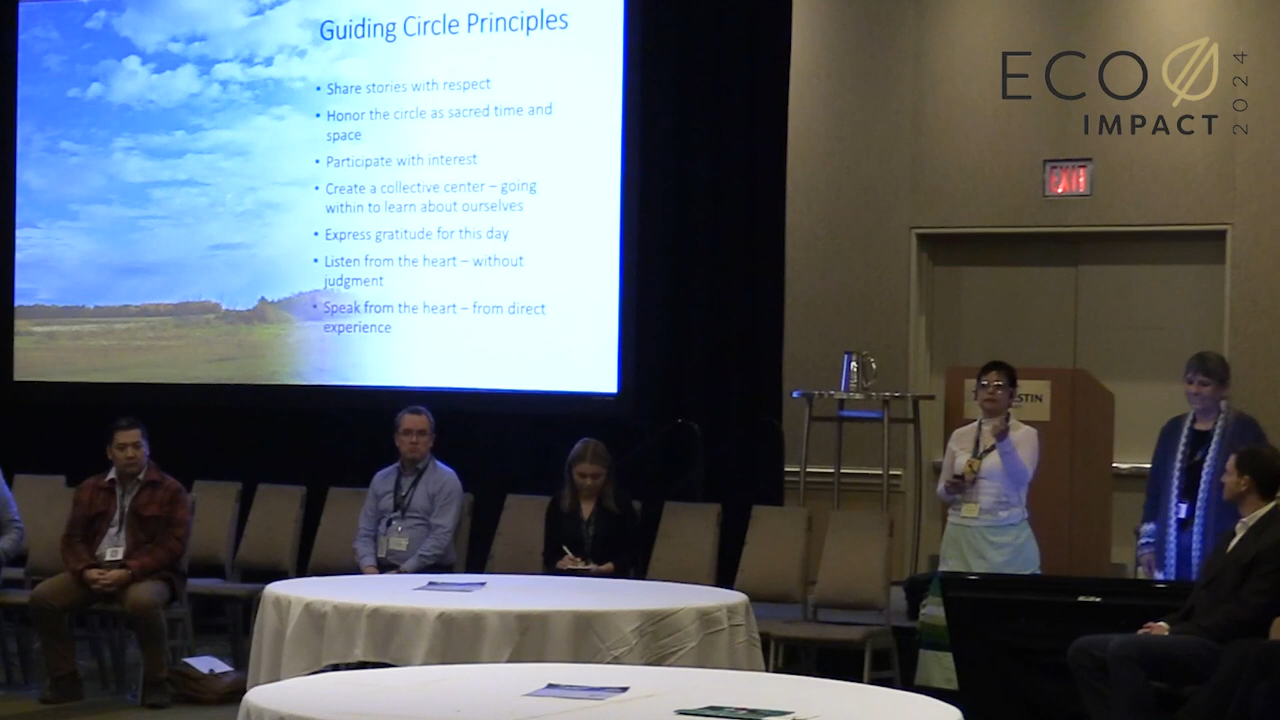 Guiding Circle Principles
• Share stories with respect
• Honor the circle as sacred time and
space
• Participate with interest
• Create a collective center – going
within to learn about ourselves
• Express gratitude for this day
• Listen from the heart – without
judgment
• Speak from the heart – from direct
experience
ECO
IMPACT
2024
EXIT
STIN